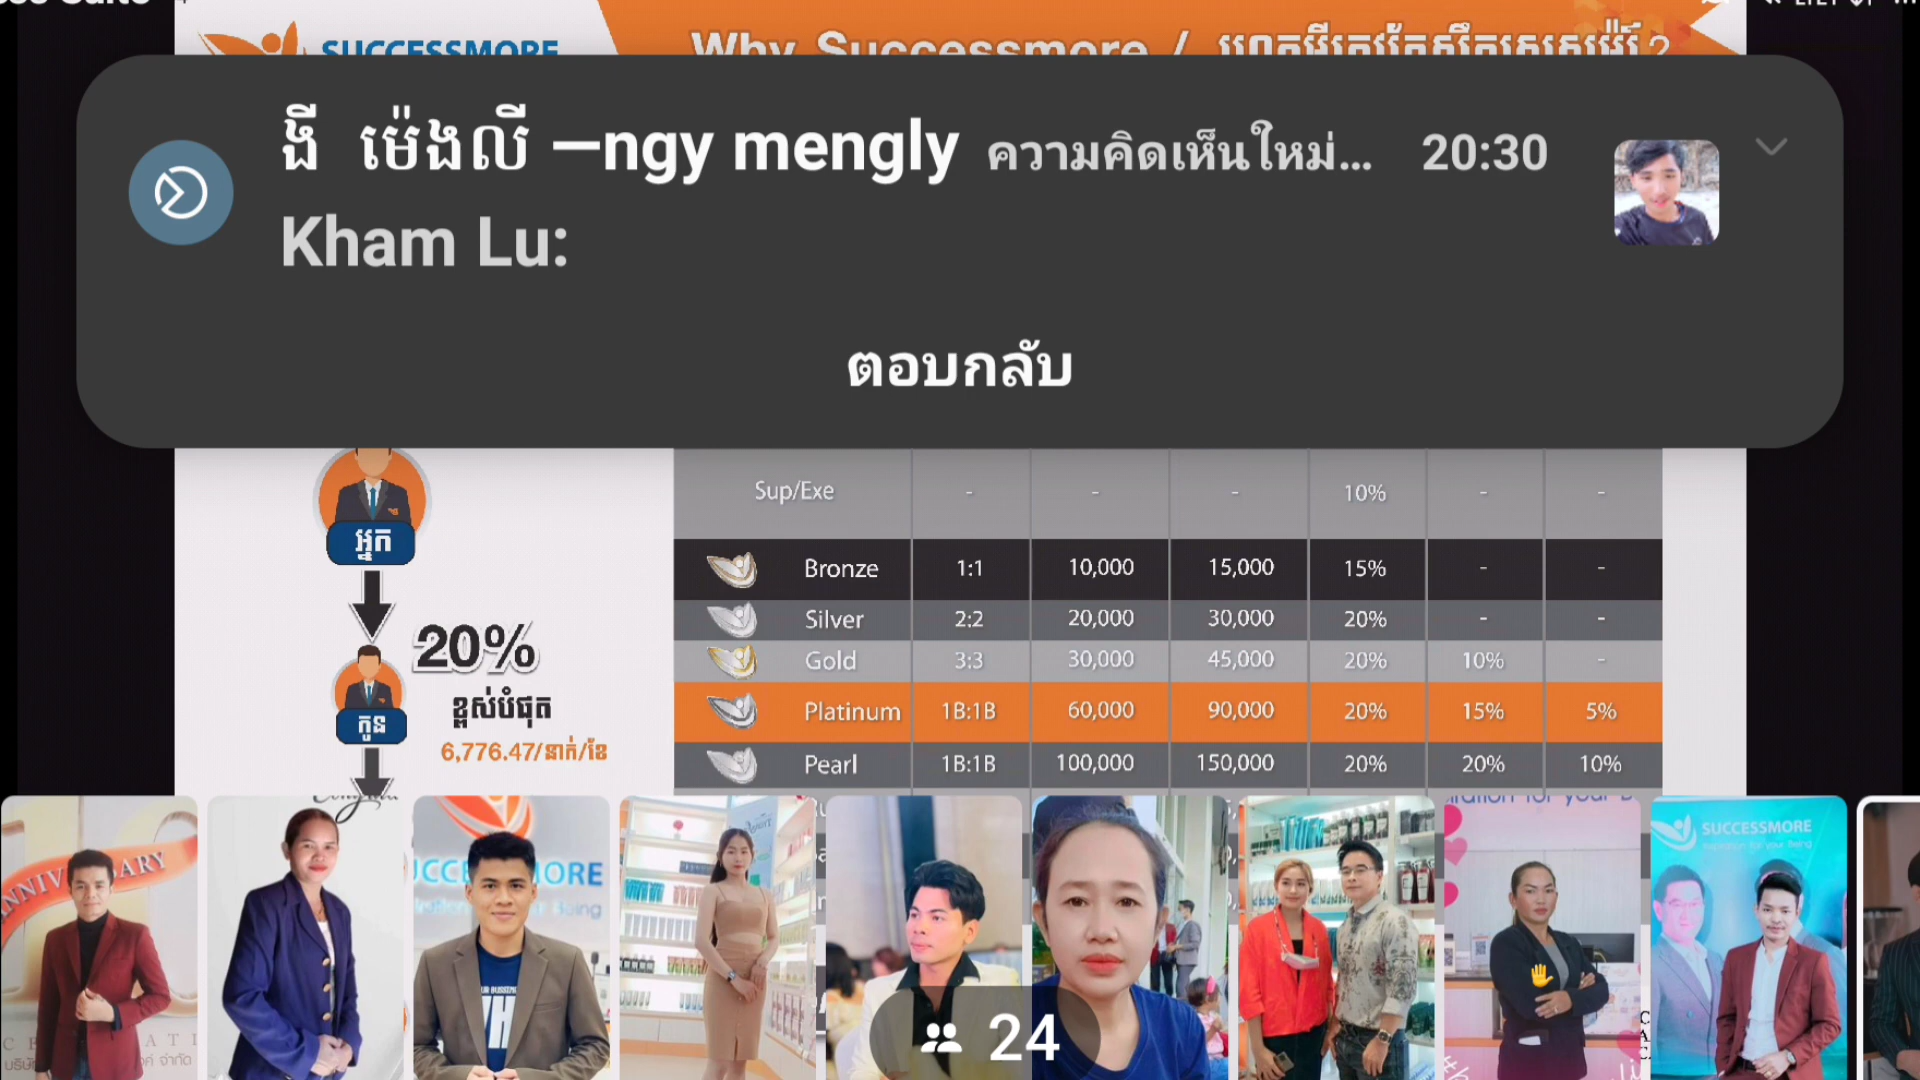 SUCCESSMORE
Why Successmore /
ងី ម៉េងលី —ngy mengly ความคิดเห็นใหม่... 20:30
Kham Lu:
ตอบกลับ
អ្នក
20%
ខ្ពស់បំផុត
6,776.47/នាក់/ខែ
កូន
Sup/Exe - - - 10% - -
Bronze 1:1 10,000 15,000 15% - -
Silver 2:2 20,000 30,000 20% - -
Gold 3:3 30,000 45,000 20% 10% -
Platinum 1B:1B 60,000 90,000 20% 15% 5%
Pearl 1B:1B 100,000 150,000 20% 20% 10%
SUCCESSMORE
24